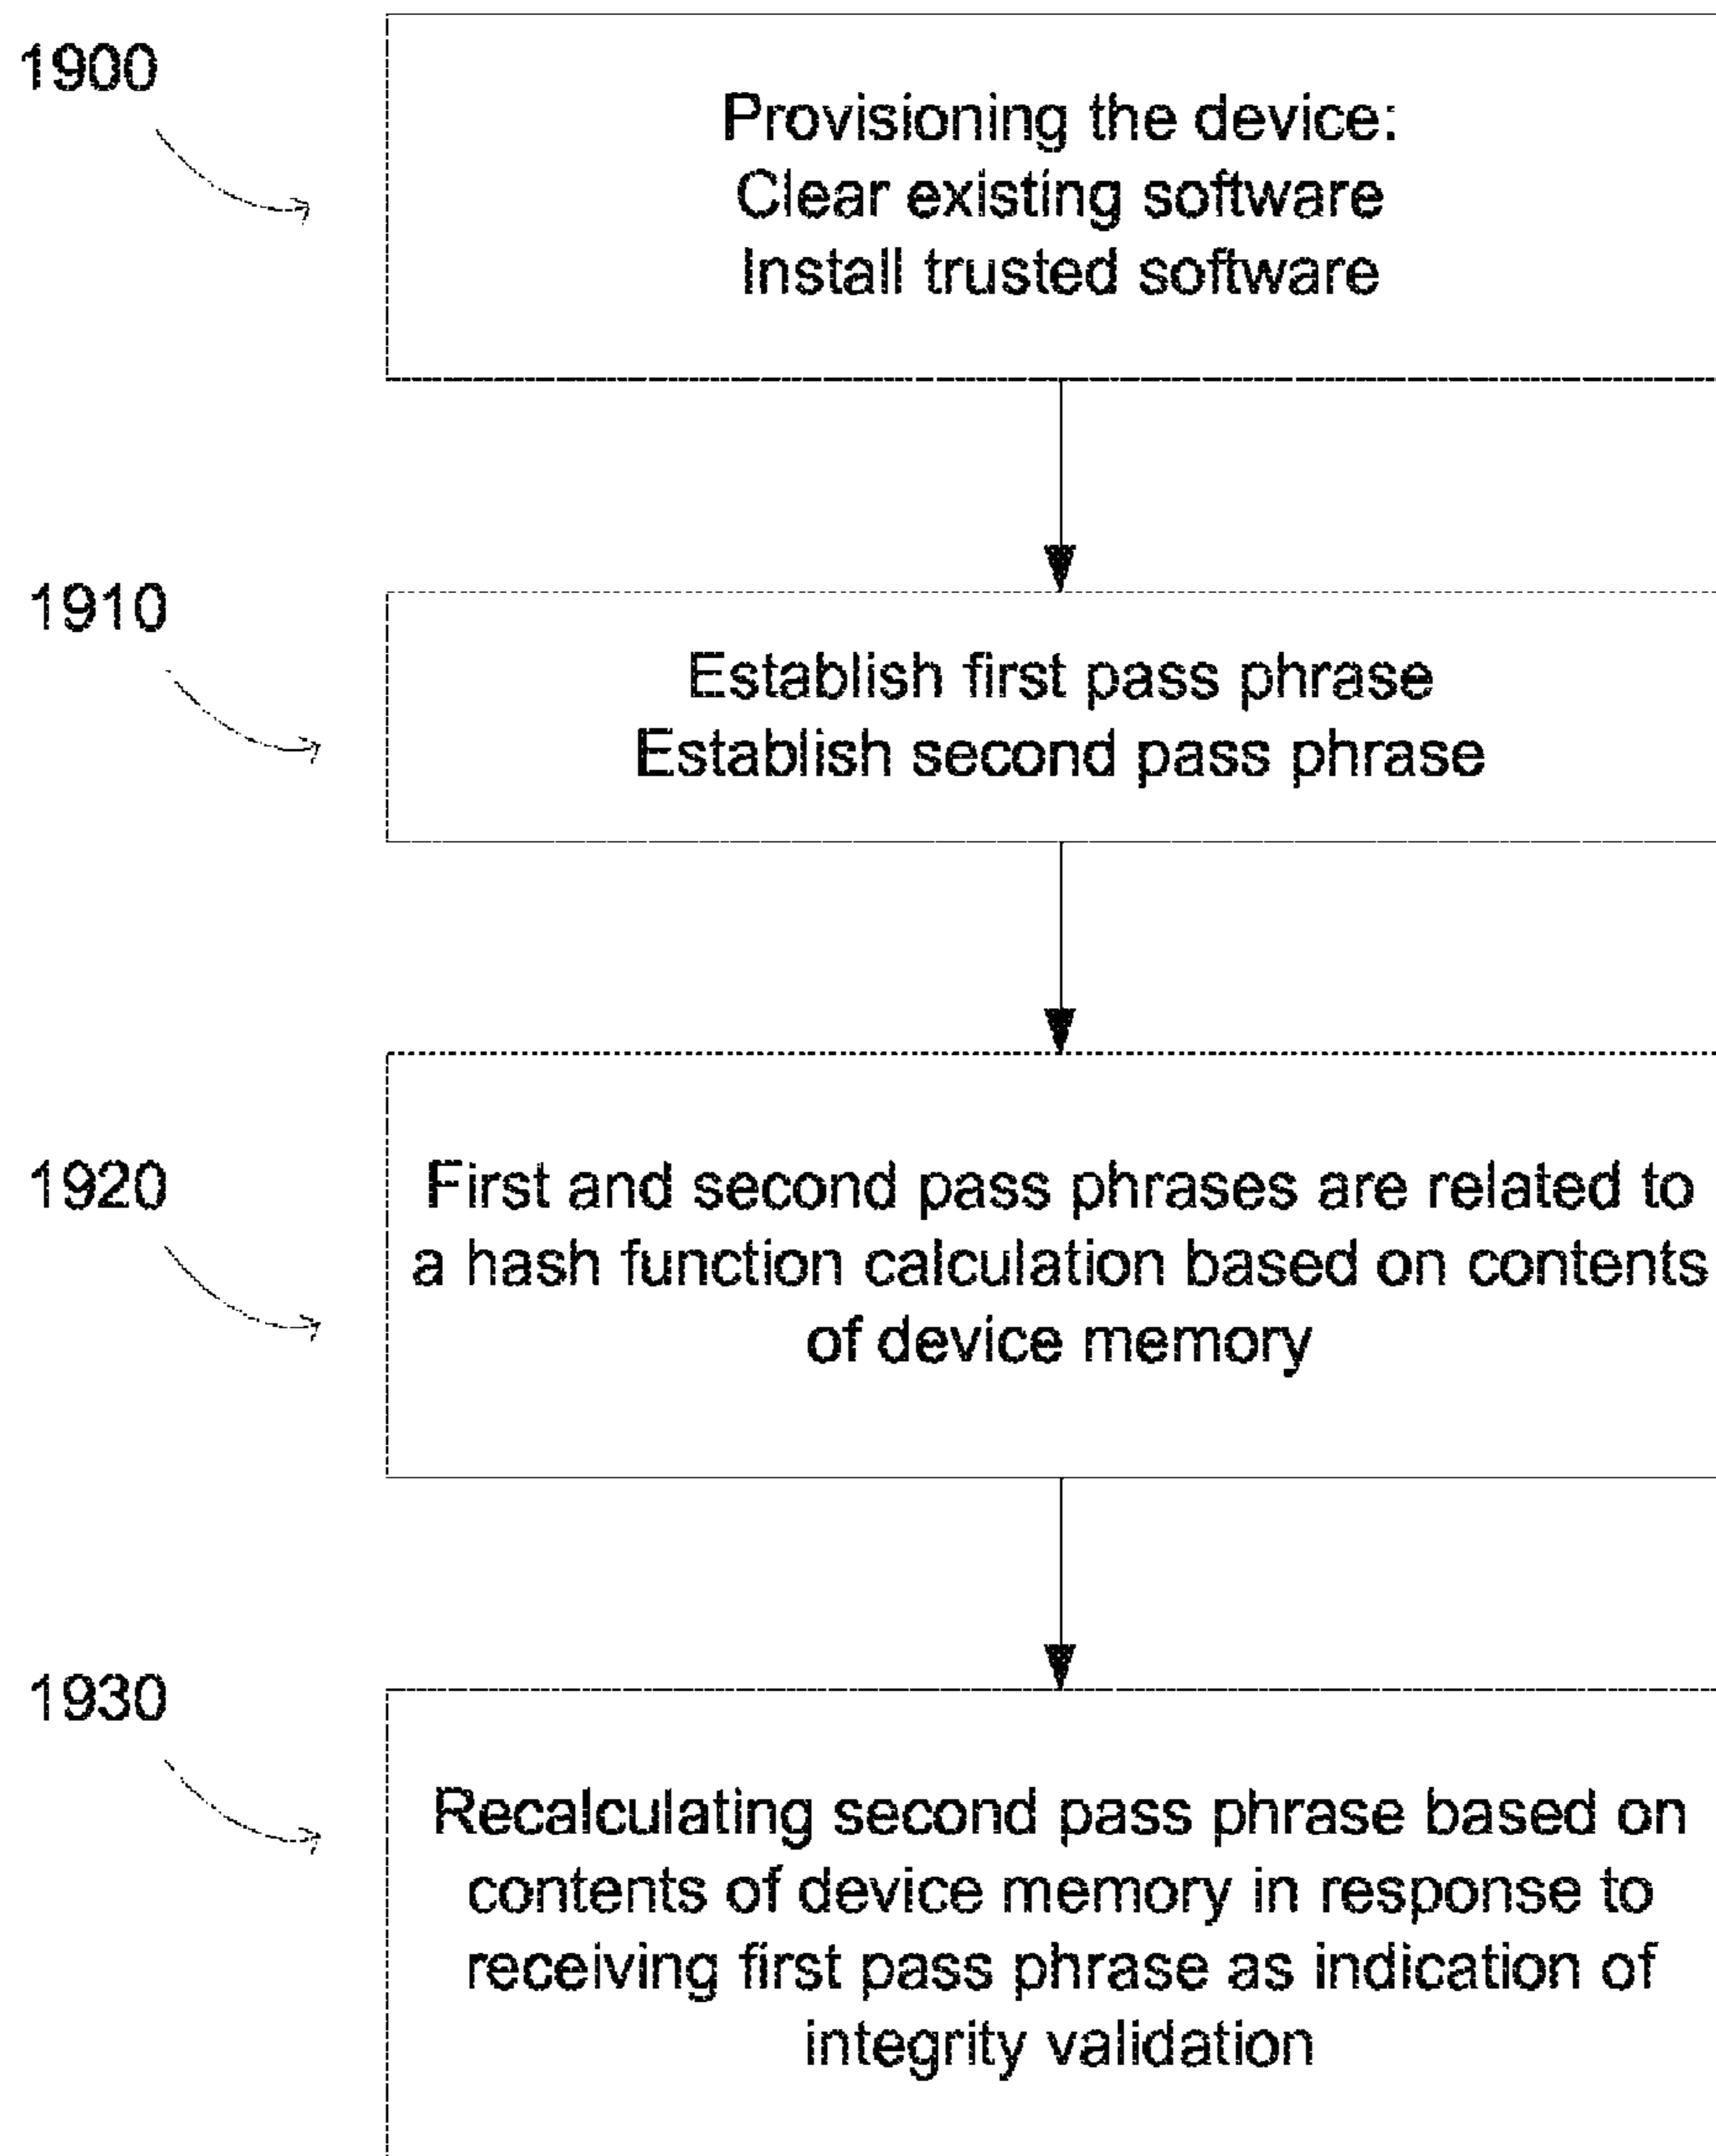 1900
Provisioning the device:
Clear existing software
Install trusted software
1910
Establish first pass phrase
Establish second pass phrase
1920
First and second pass phrases are related to
a hash function calculation based on contents
of device memory
1930
Recalculating second pass phrase based on
contents of device memory in response to
receiving first pass phrase as indication of
integrity validation